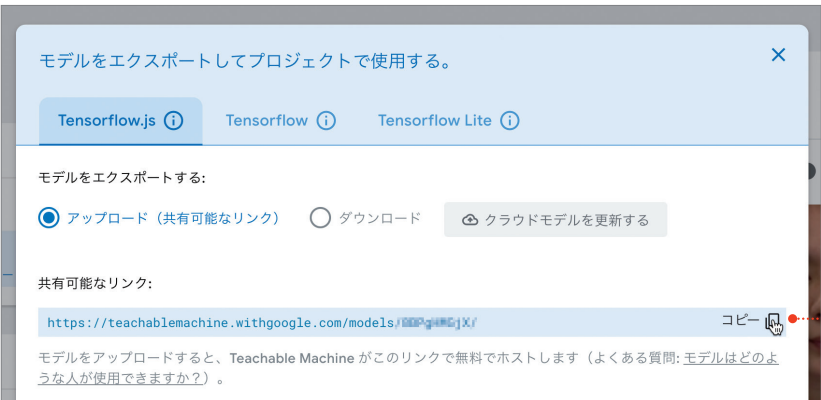 モデルをエクスポートしてプロジェクトで使用する。
Tensorflow.js Tensorflow Tensorflow Lite
モデルをエクスポートする:
アップロード（共有可能なリンク） ダウンロード クラウドモデルを更新する
共有可能なリンク:
https://teachablemachine.withgoogle.com/models/ コピー
モデルをアップロードすると、Teachable Machine がこのリンクで無料でホストします（よくある質問: モデルはどのよ
うな人が使用できますか？）。